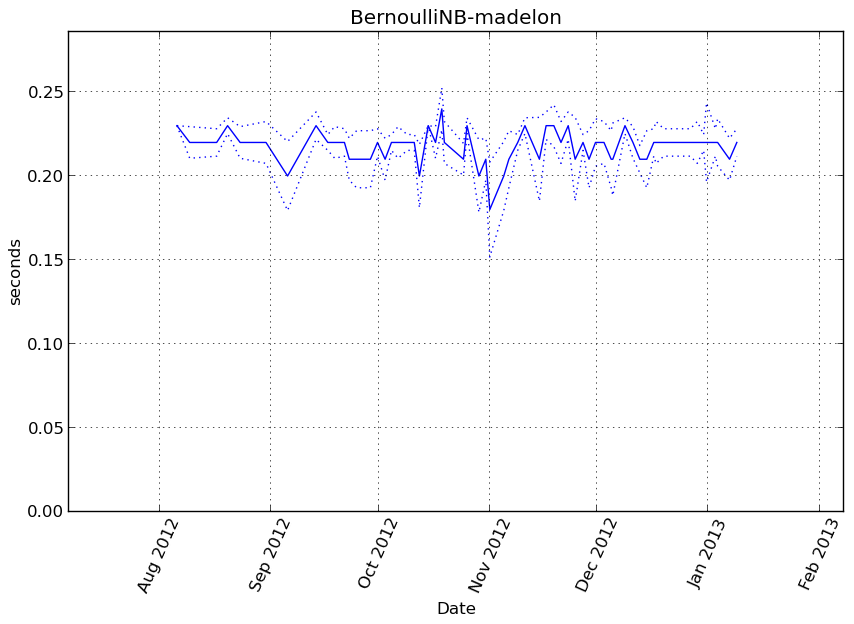 BernoulliNB-madelon
0.25
0.20
0.15
0.10
0.05
0.00
seconds
Aug 2012
Sep 2012
Oct 2012
Nov 2012
Dec 2012
Jan 2013
Feb 2013
Date